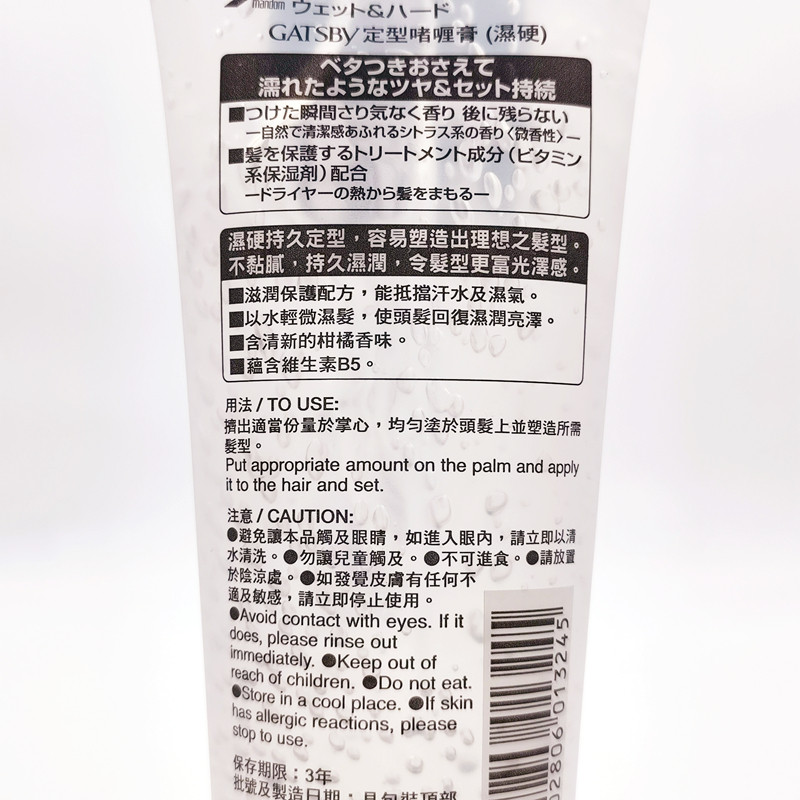 mandom ウェット&ハード
GATSBY 定型啫喱膏 (濕硬)
ベタつきおさえて
濡れたようなツヤ&セット持続
■つけた瞬間さり気なく香り 後に残らない
ー自然で清潔感あふれるシトラス系の香り〈微香性〉ー
■髪を保護するトリートメント成分(ビタミン
系保湿剤)配合
ードライヤーの熱から髪をまもるー
濕硬持久定型,容易塑造出理想之髮型。
不黏膩,持久濕潤,令髮型更富光澤感。
■滋潤保護配方,能抵擋汗水及濕氣。
■以水輕微濕髮,使頭髮回復濕潤亮澤。
■含清新的柑橘香味。
■蘊含維生素B5。
用法 / TO USE:
擠出適當份量於掌心,均勻塗於頭髮上並塑造所需
髮型。
Put appropriate amount on the palm and apply
it to the hair and set.
注意 / CAUTION:
●避免讓本品觸及眼睛,如進入眼內,請立即以清
水清洗。●勿讓兒童觸及。●不可進食。●請放置
於陰涼處。●如發覺皮膚有任何不
適及敏感,請立即停止使用。
●Avoid contact with eyes. If it
does, please rinse out
immediately. ●Keep out of
reach of children. ●Do not eat.
●Store in a cool place. ●If skin
has allergic reactions, please
stop to use.
保存期限:3年
批號及製造日期:見包裝頂部
02806 013245